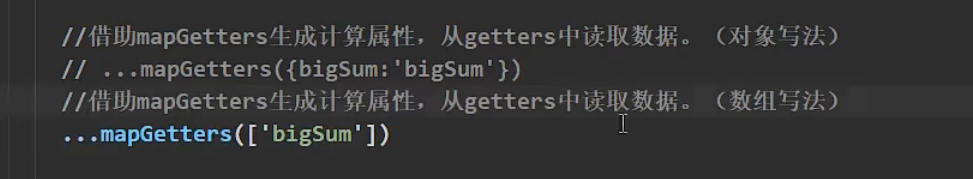 //借助mapGetters生成计算属性，从getters中读取数据。（对象写法）
// ...mapGetters({bigSum:'bigSum'})
//借助mapGetters生成计算属性，从getters中读取数据。（数组写法）
...mapGetters(['bigSum'])